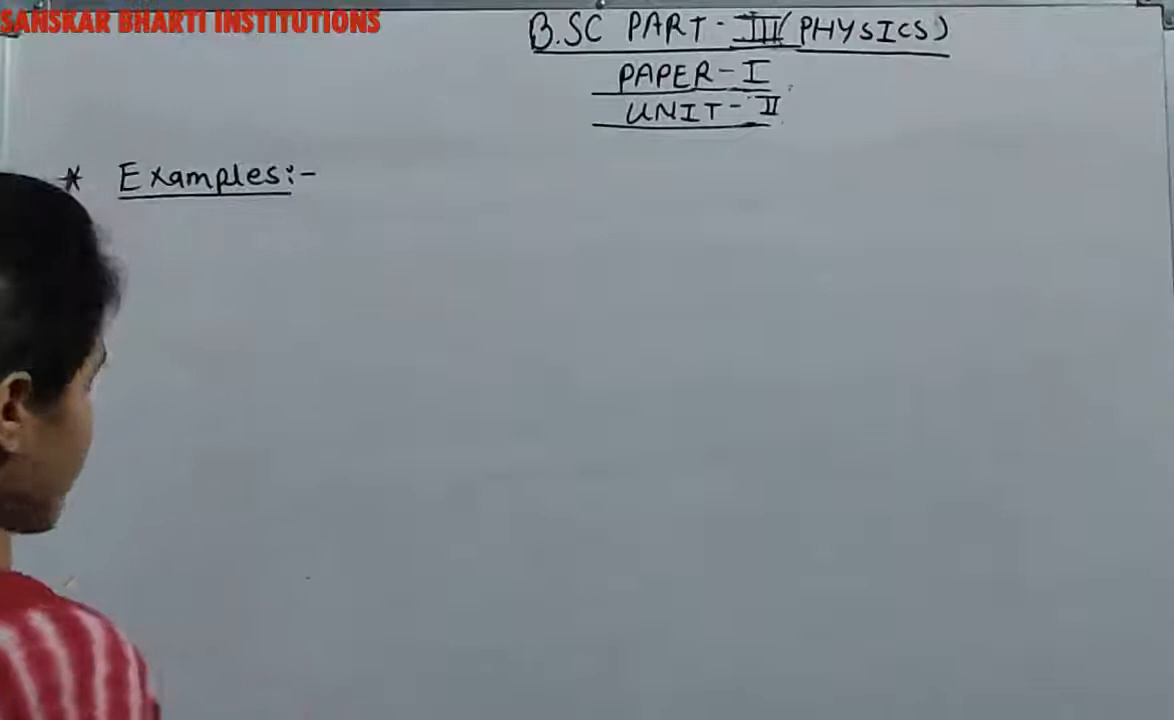 SANSKAR BHARTI INSTITUTIONS
B.SC PART-III(PHYSICS)
PAPER-I
UNIT-II
* Examples:-